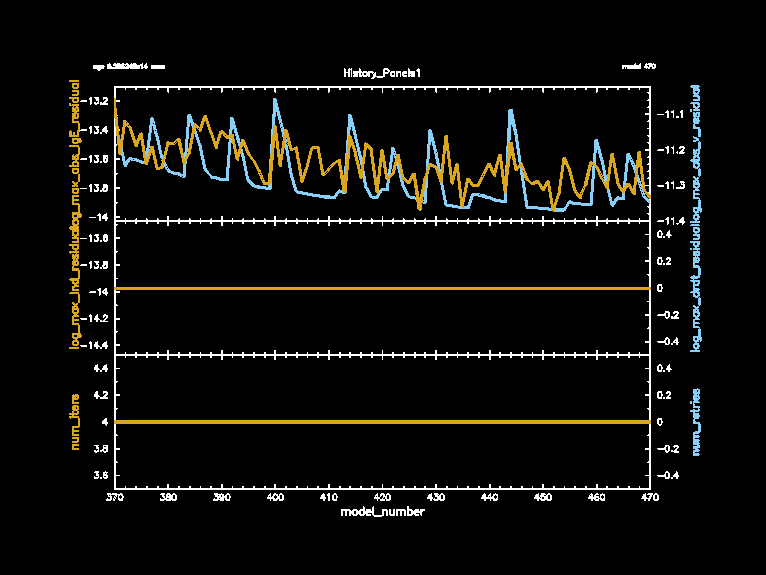 model 470
History_Panels1
log_max_abs_lgE_residual
−13.2
−13.4
−13.6
−13.8
−14
−11.1
−11.2
−11.3
−11.4
log_max_abs_v_residual
log_max_lnd_residual
−13.6
−13.8
−14
−14.2
−14.4
0.4
0.2
0
−0.2
−0.4
log_max_drdt_residual
num_iters
4.4
4.2
4
3.8
3.6
0.4
0.2
0
−0.2
−0.4
num_retries
370 380 390 400 410 420 430 440 450 460 470
model_number